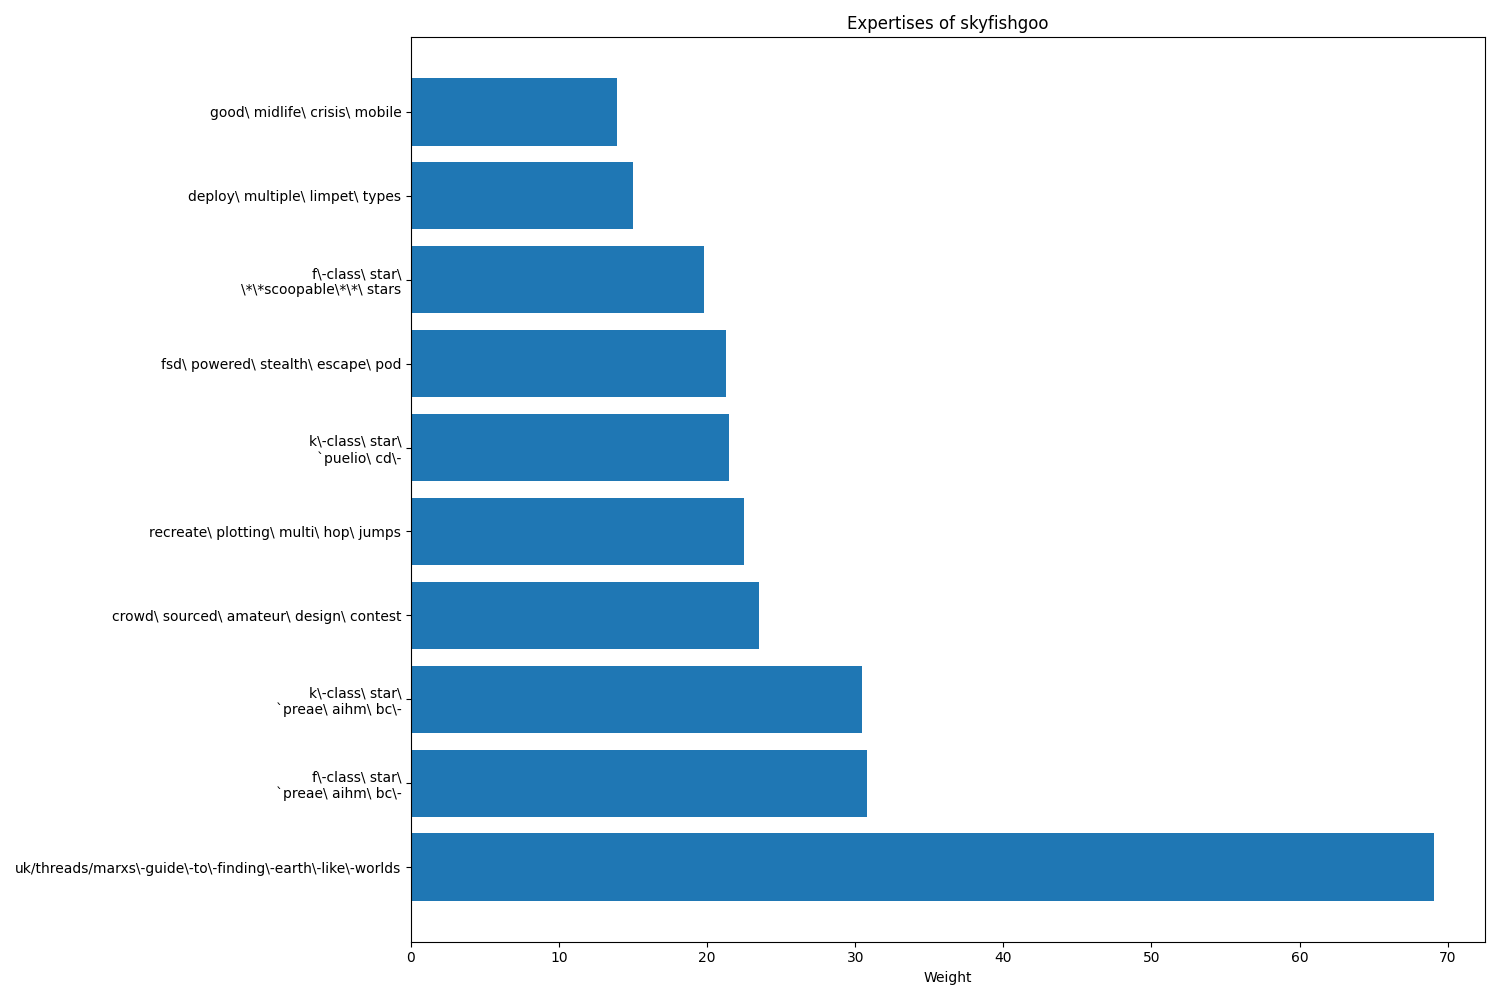 Expertises of skyfishgoo
good\ midlife\ crisis\ mobile
deploy\ multiple\ limpet\ types
f\-class\ star\
\*\*scoopable\*\*\ stars
fsd\ powered\ stealth\ escape\ pod
k\-class\ star\
`puelio\ cd\-
recreate\ plotting\ multi\ hop\ jumps
crowd\ sourced\ amateur\ design\ contest
k\-class\ star\
`preae\ aihm\ bc\-
f\-class\ star\
`preae\ aihm\ bc\-
uk/threads/marxs\-guide\-to\-finding\-earth\-like\-worlds
0 10 20 30 40 50 60 70
Weight